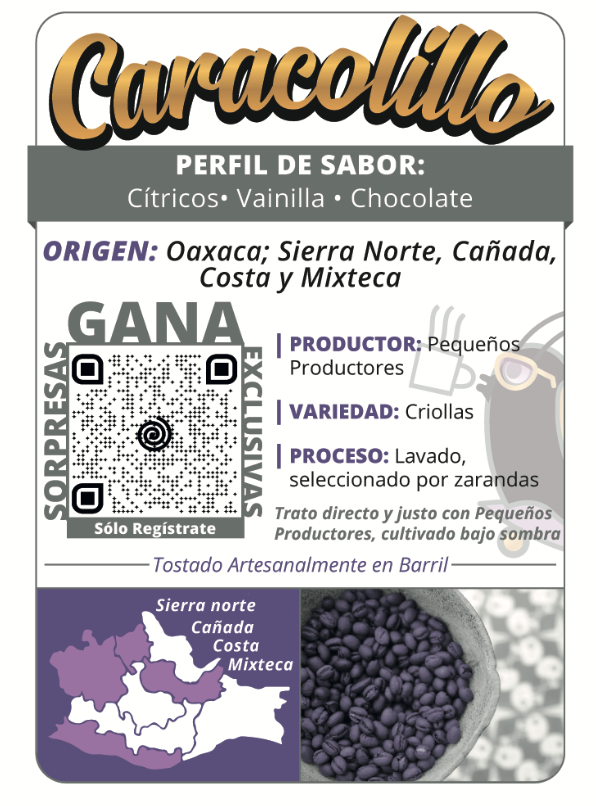 Caracolillo
PERFIL DE SABOR:
Cítricos• Vainilla • Chocolate
ORIGEN: Oaxaca; Sierra Norte, Cañada,
Costa y Mixteca
GANA
SORPRESAS
EXCLUSIVAS
Sólo Regístrate
PRODUCTOR: Pequeños
Productores
VARIEDAD: Criollas
PROCESO: Lavado,
seleccionado por zarandas
Trato directo y justo con Pequeños
Productores, cultivado bajo sombra
Tostado Artesanalmente en Barril
Sierra norte
Cañada
Costa
Mixteca